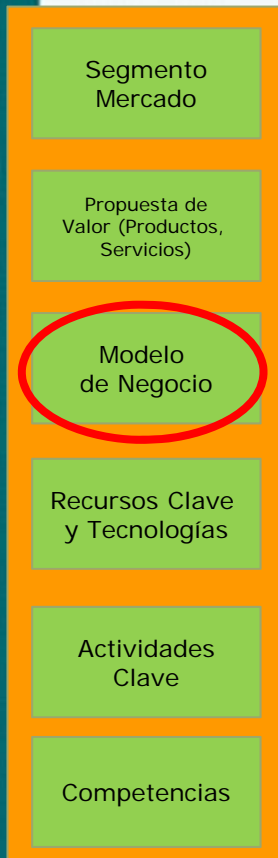 Segmento
Mercado
Propuesta de
Valor (Productos,
Servicios)
Modelo
de Negocio
Recursos Clave
y Tecnologías
Actividades
Clave
Competencias